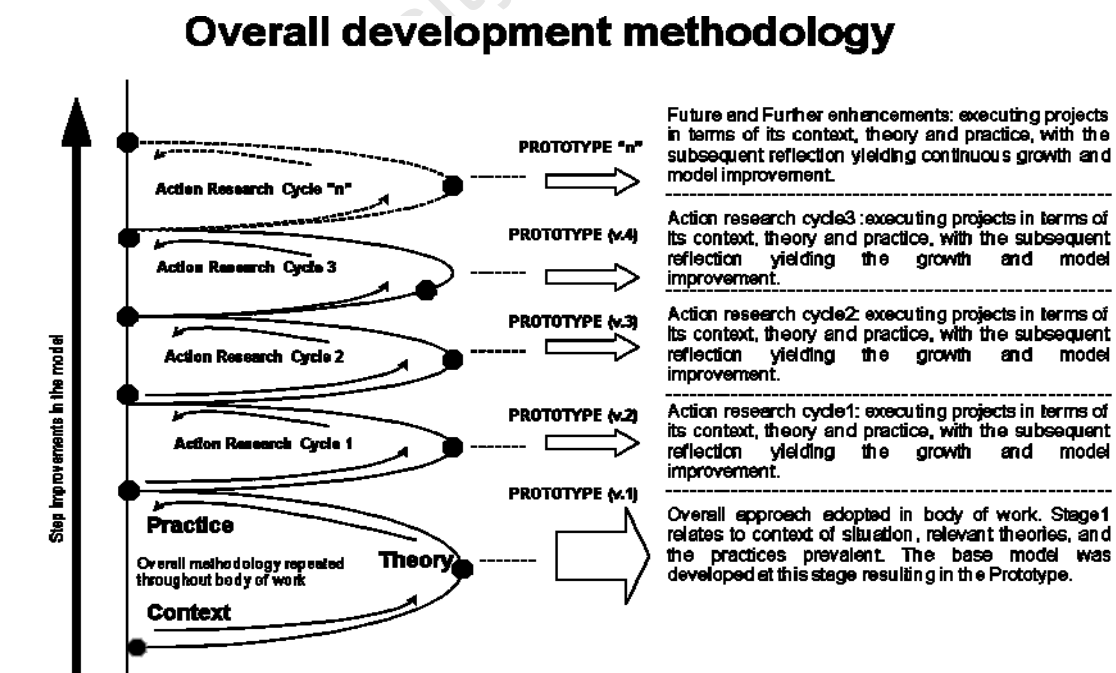 Overall development methodology
PROTOTYPE "n"
Future and Further enhancements: executing projects
in terms of its context, theory and practice, with the
subsequent reflection yielding continuous growth and
model improvement.
Action Research Cycle "n"
PROTOTYPE (v.4)
Action research cycle3 :executing projects in terms of
its context, theory and practice, with the subsequent
reflection yielding the growth and model
improvement.
Action Research Cycle 3
PROTOTYPE (v.3)
Action research cycle2: executing projects in terms of
its context, theory and practice, with the subsequent
reflection yielding the growth and model
improvement.
Action Research Cycle 2
PROTOTYPE (v.2)
Action research cycle1: executing projects in terms of
its context, theory and practice, with the subsequent
reflection yielding the growth and model
improvement.
Action Research Cycle 1
PROTOTYPE (v.1)
Overall approach adopted in body of work. Stage1
relates to context of situation, relevant theories, and
the practices prevalent. The base model was
developed at this stage resulting in the Prototype.
Practice
Theory
Overall methodology repeated
throughout body of work
Context
Step improvements in the model